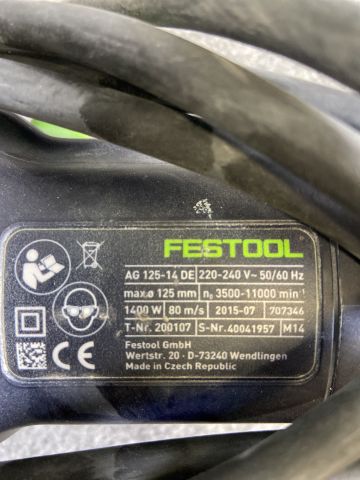 FESTOOL
AG 125-14 DE 220-240 V~ 50/60 Hz
max.ø 125 mm n₀ 3500-11000 min⁻¹
1400 W 80 m/s 2015-07 707346
T-Nr. 200107 S-Nr. 40041957 M14
Festool GmbH
Wertstr. 20 · D-73240 Wendlingen
Made in Czech Republic
CE